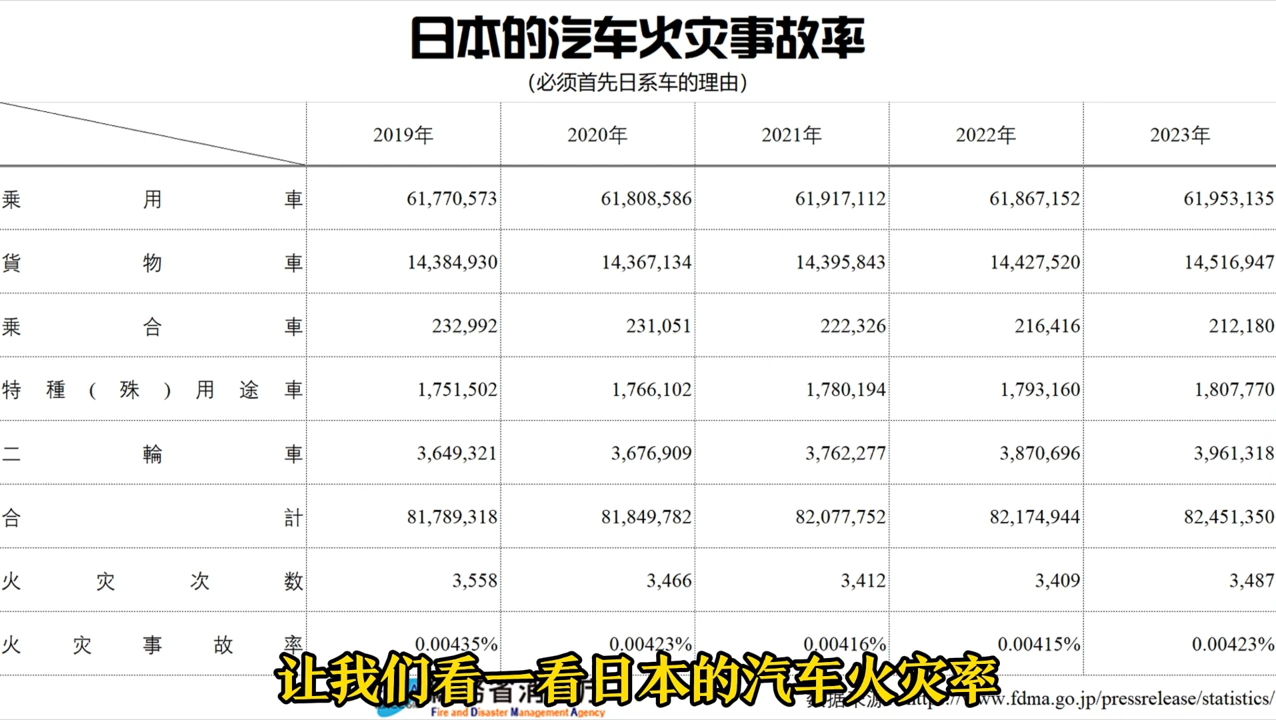 日本的汽车火灾事故率
(必须首先日系车的理由)
2019年 2020年 2021年 2022年 2023年
乗用車 61,770,573 61,808,586 61,917,112 61,867,152 61,953,135
貨物車 14,384,930 14,367,134 14,395,843 14,427,520 14,516,947
乗合車 232,992 231,051 222,326 216,416 212,180
特種(殊)用途車 1,751,502 1,766,102 1,780,194 1,793,160 1,807,770
二輪車 3,649,321 3,676,909 3,762,277 3,870,696 3,961,318
合計 81,789,318 81,849,782 82,077,752 82,174,944 82,451,350
火灾次数 3,558 3,466 3,412 3,409 3,487
火灾事故率 0.00435% 0.00423% 0.00416% 0.00415% 0.00423%
让我们看一看日本的汽车火灾率
Fire and Disaster Management Agency
www.fdma.go.jp/pressrelease/statistics/